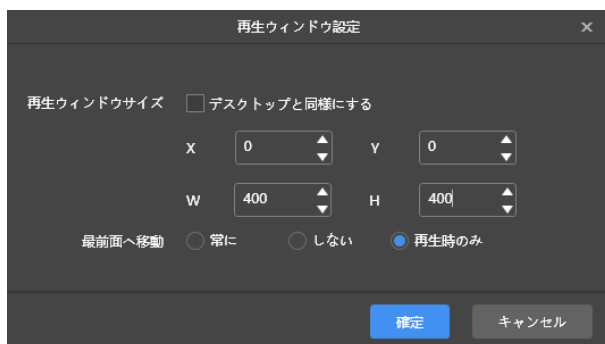 再生ウィンドウ設定
再生ウィンドウサイズ デスクトップと同様にする
X 0 Y 0
W 400 H 400
最前面へ移動 常に しない 再生時のみ
確定 キャンセル